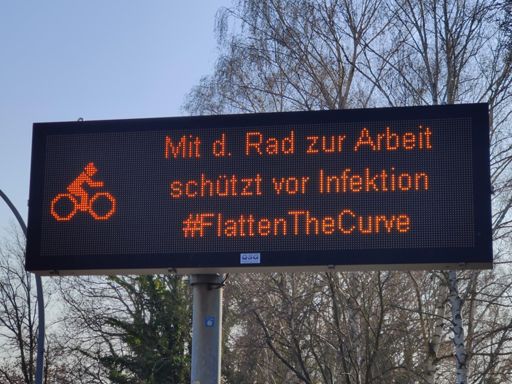 Mit d. Rad zur Arbeit
schützt vor Infektion
#FlattenTheCurve